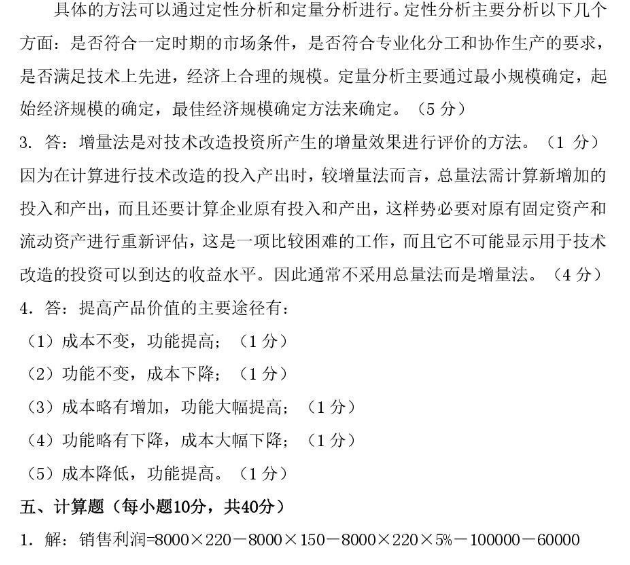 具体的方法可以通过定性分析和定量分析进行。定性分析主要分析以下几个
方面：是否符合一定时期的市场条件，是否符合专业化分工和协作生产的要求，
是否满足技术上先进，经济上合理的规模。定量分析主要通过最小规模确定，起
始经济规模的确定，最佳经济规模确定方法来确定。（5 分）
3. 答：增量法是对技术改造投资所产生的增量效果进行评价的方法。（1 分）
因为在计算进行技术改造的投入产出时，较增量法而言，总量法需计算新增加的
投入和产出，而且还要计算企业原有投入和产出，这样势必要对原有固定资产和
流动资产进行重新评估，这是一项比较困难的工作，而且它不可能显示用于技术
改造的投资可以到达的收益水平。因此通常不采用总量法而是增量法。（4 分）
4. 答：提高产品价值的主要途径有：
（1）成本不变，功能提高；（1 分）
（2）功能不变，成本下降；（1 分）
（3）成本略有增加，功能大幅提高；（1 分）
（4）功能略有下降，成本大幅下降；（1 分）
（5）成本降低，功能提高。（1 分）
五、计算题（每小题10分，共40分）
1. 解：销售利润=8000×220－8000×150－8000×220×5%－100000－60000